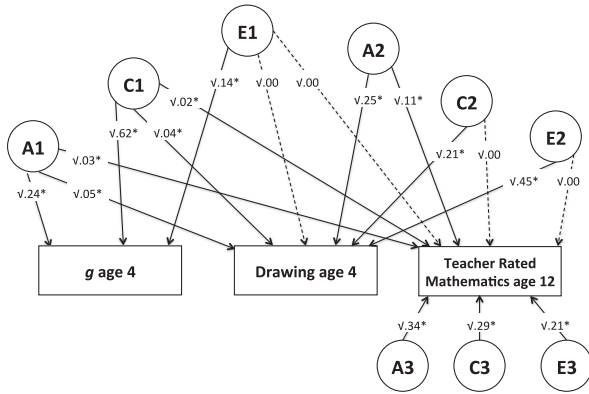 E1
A2
C1
C2
E2
A1
√.14*
√.00
√.00
√.25*
√.11*
√.02*
√.62*
√.04*
√.21*
√.00
√.03*
√.24*
√.05*
√.45*
√.00
g age 4
Drawing age 4
Teacher Rated
Mathematics age 12
√.34*
√.29*
√.21*
A3
C3
E3